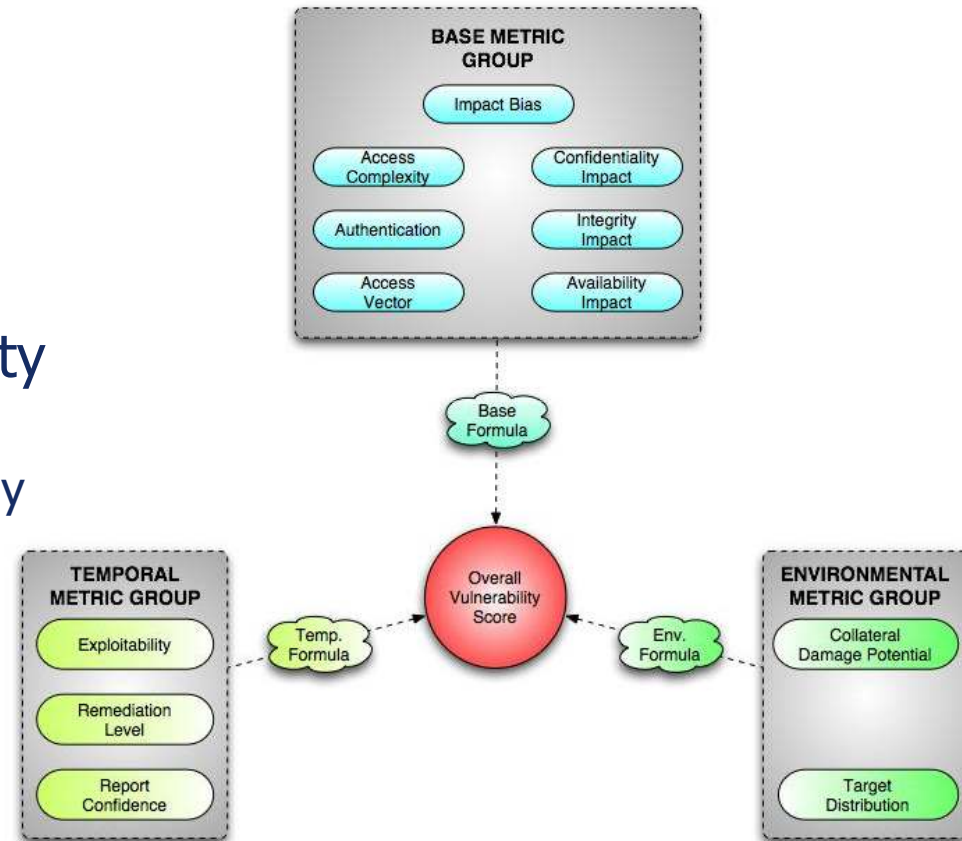 BASE METRIC
GROUP
Impact Bias
Access
Complexity
Confidentiality
Impact
Authentication
Integrity
Impact
Access
Vector
Availability
Impact
ty
y
Base
Formula
TEMPORAL
METRIC GROUP
Exploitability
Remediation
Level
Report
Confidence
Temp.
Formula
Overall
Vulnerability
Score
Env.
Formula
ENVIRONMENTAL
METRIC GROUP
Collateral
Damage Potential
Target
Distribution